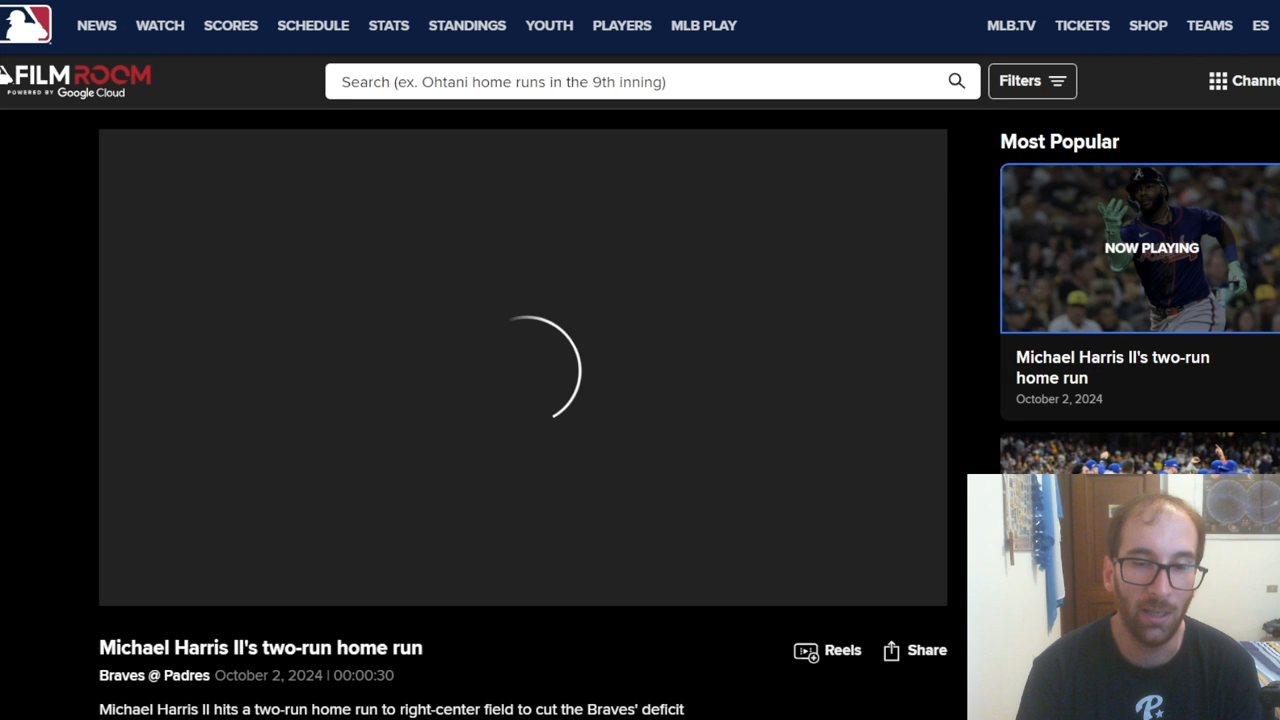 NEWS WATCH SCORES SCHEDULE STATS STANDINGS YOUTH PLAYERS MLB PLAY MLB.TV TICKETS SHOP TEAMS ES
FILM ROOM
POWERED BY Google Cloud
Search (ex. Ohtani home runs in the 9th inning)
Filters
Channe
Most Popular
NOW PLAYING
Michael Harris II's two-run
home run
October 2, 2024
Michael Harris II's two-run home run
Reels Share
Braves @ Padres October 2, 2024 | 00:00:30
Michael Harris II hits a two-run home run to right-center field to cut the Braves' deficit